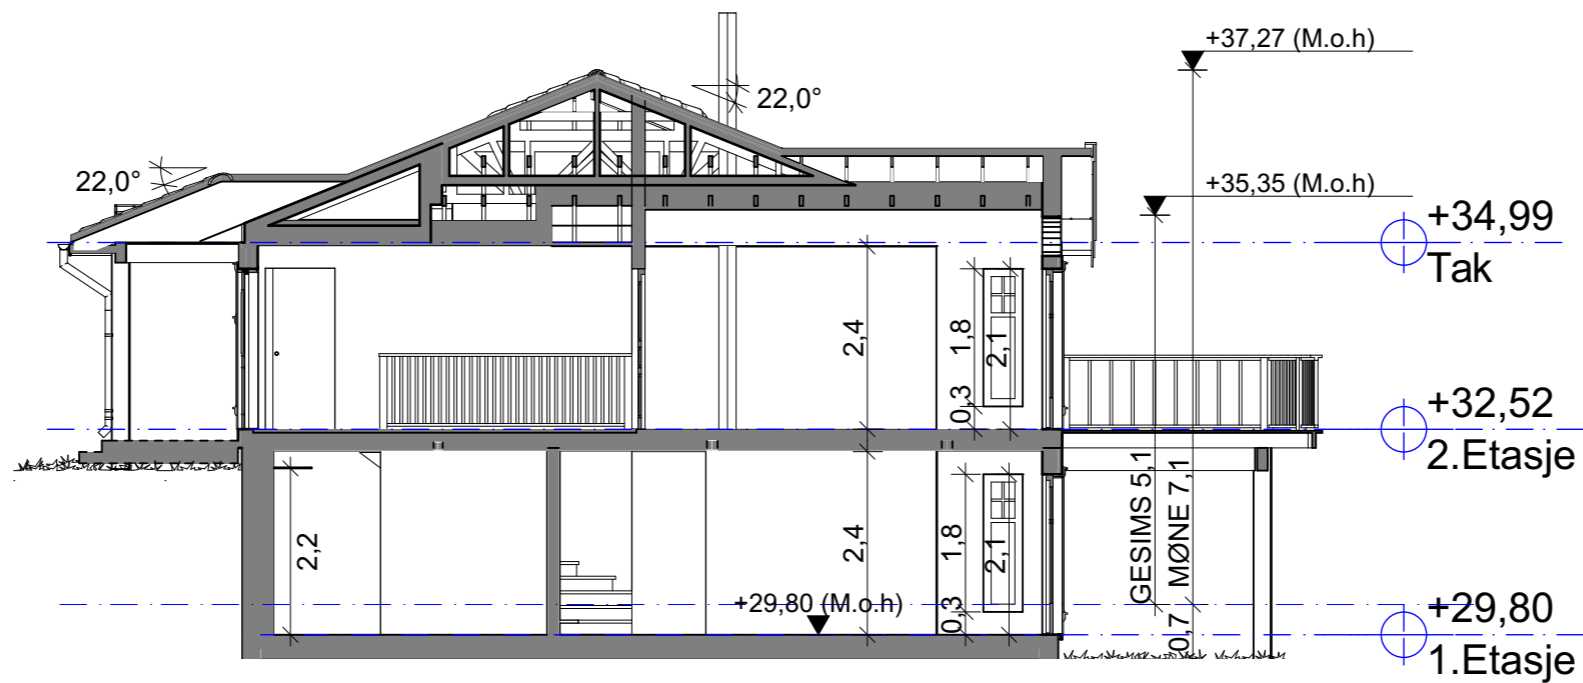 +37,27 (M.o.h)
22,0°
22,0°
+35,35 (M.o.h)
+34,99
Tak
2,4
1,8
2,1
0,3
+32,52
2.Etasje
GESIMS 5,1
MØNE 7,1
2,2
2,4
1,8
2,1
0,3
+29,80 (M.o.h)
0,7
+29,80
1.Etasje